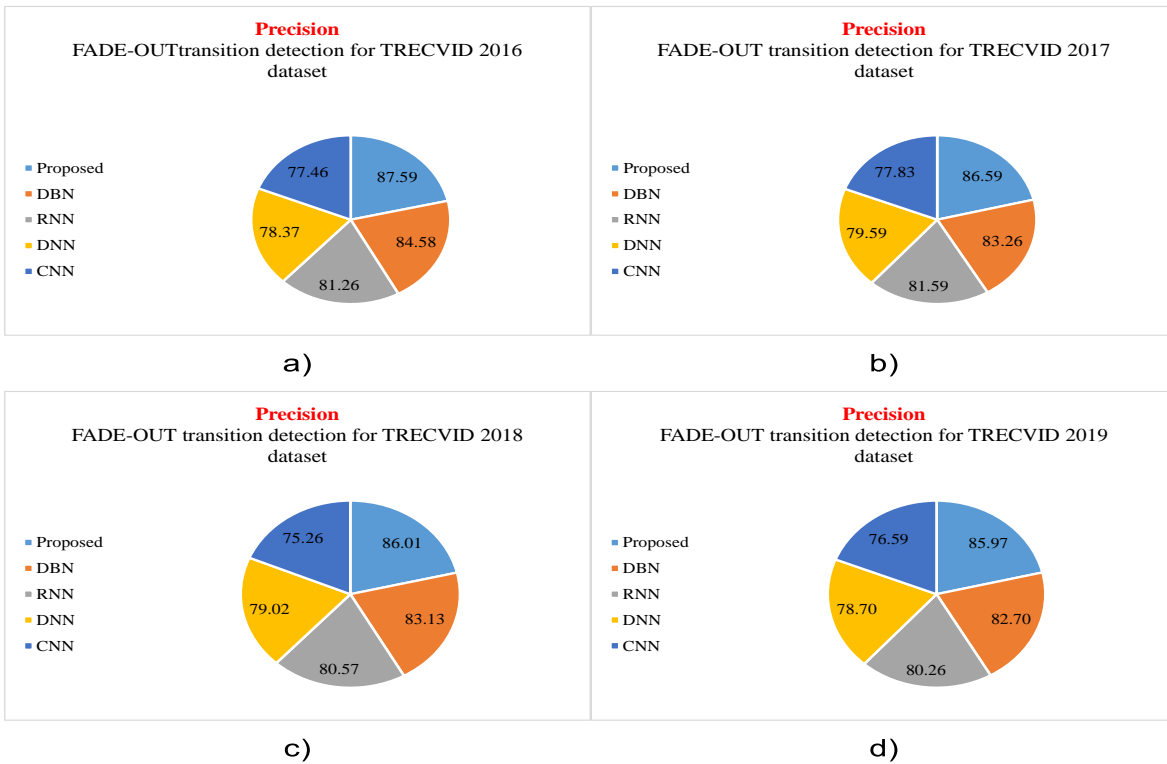 Precision
FADE-OUTtransition detection for TRECVID 2016
dataset
Proposed
DBN
RNN
DNN
CNN
77.46
87.59
78.37
84.58
81.26
a)
Precision
FADE-OUT transition detection for TRECVID 2017
dataset
Proposed
DBN
RNN
DNN
CNN
77.83
86.59
79.59
83.26
81.59
b)
Precision
FADE-OUT transition detection for TRECVID 2018
dataset
Proposed
DBN
RNN
DNN
CNN
75.26
86.01
79.02
83.13
80.57
c)
Precision
FADE-OUT transition detection for TRECVID 2019
dataset
Proposed
DBN
RNN
DNN
CNN
76.59
85.97
78.70
82.70
80.26
d)